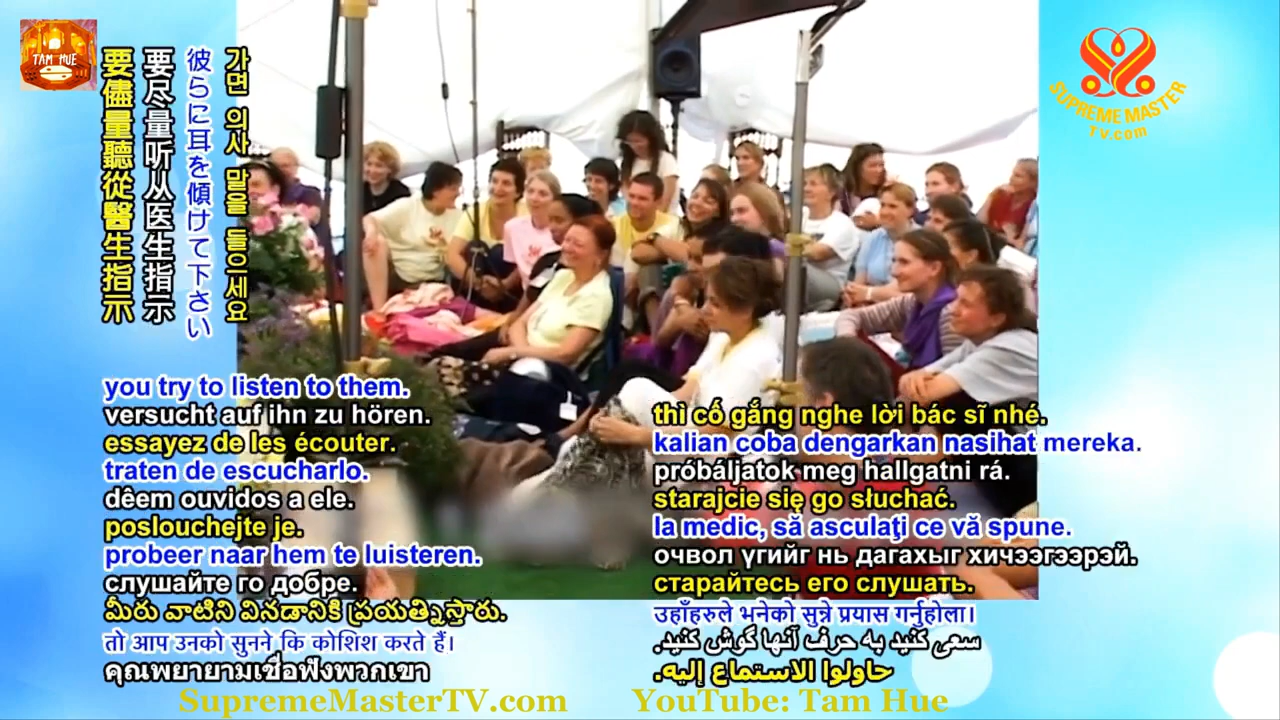 TAM HUE
要儘量聽從醫生指示
要尽量听从医生指示
彼らに耳を傾けて下さい
가면 의사 말을 들으세요
SUPREME MASTER
TV.com
you try to listen to them.
versucht auf ihn zu hören.
essayez de les écouter.
traten de escucharlo.
dêem ouvidos a ele.
poslouchejte je.
probeer naar hem te luisteren.
слушайте го добре.
మీరు వాటిని వినడానికి ప్రయత్నిస్తారు.
तो आप उनको सुनने कि कोशिश करते हैं।
คุณพยายามเชื่อฟังพวกเขา
thì cố gắng nghe lời bác sĩ nhé.
kalian coba dengarkan nasihat mereka.
próbáljatok meg hallgatni rá.
starajcie się go słuchać.
la medic, să asculaţi ce vă spune.
очвол үгийг нь дагахыг хичээгээрэй.
старайтесь его слушать.
उहाँहरुले भनेको सुन्ने प्रयास गर्नुहोला।
سعی کنید به حرف آنها گوش کنید.
حاولوا الاستماع إليه.
SupremeMasterTV.com
YouTube: Tam Hue